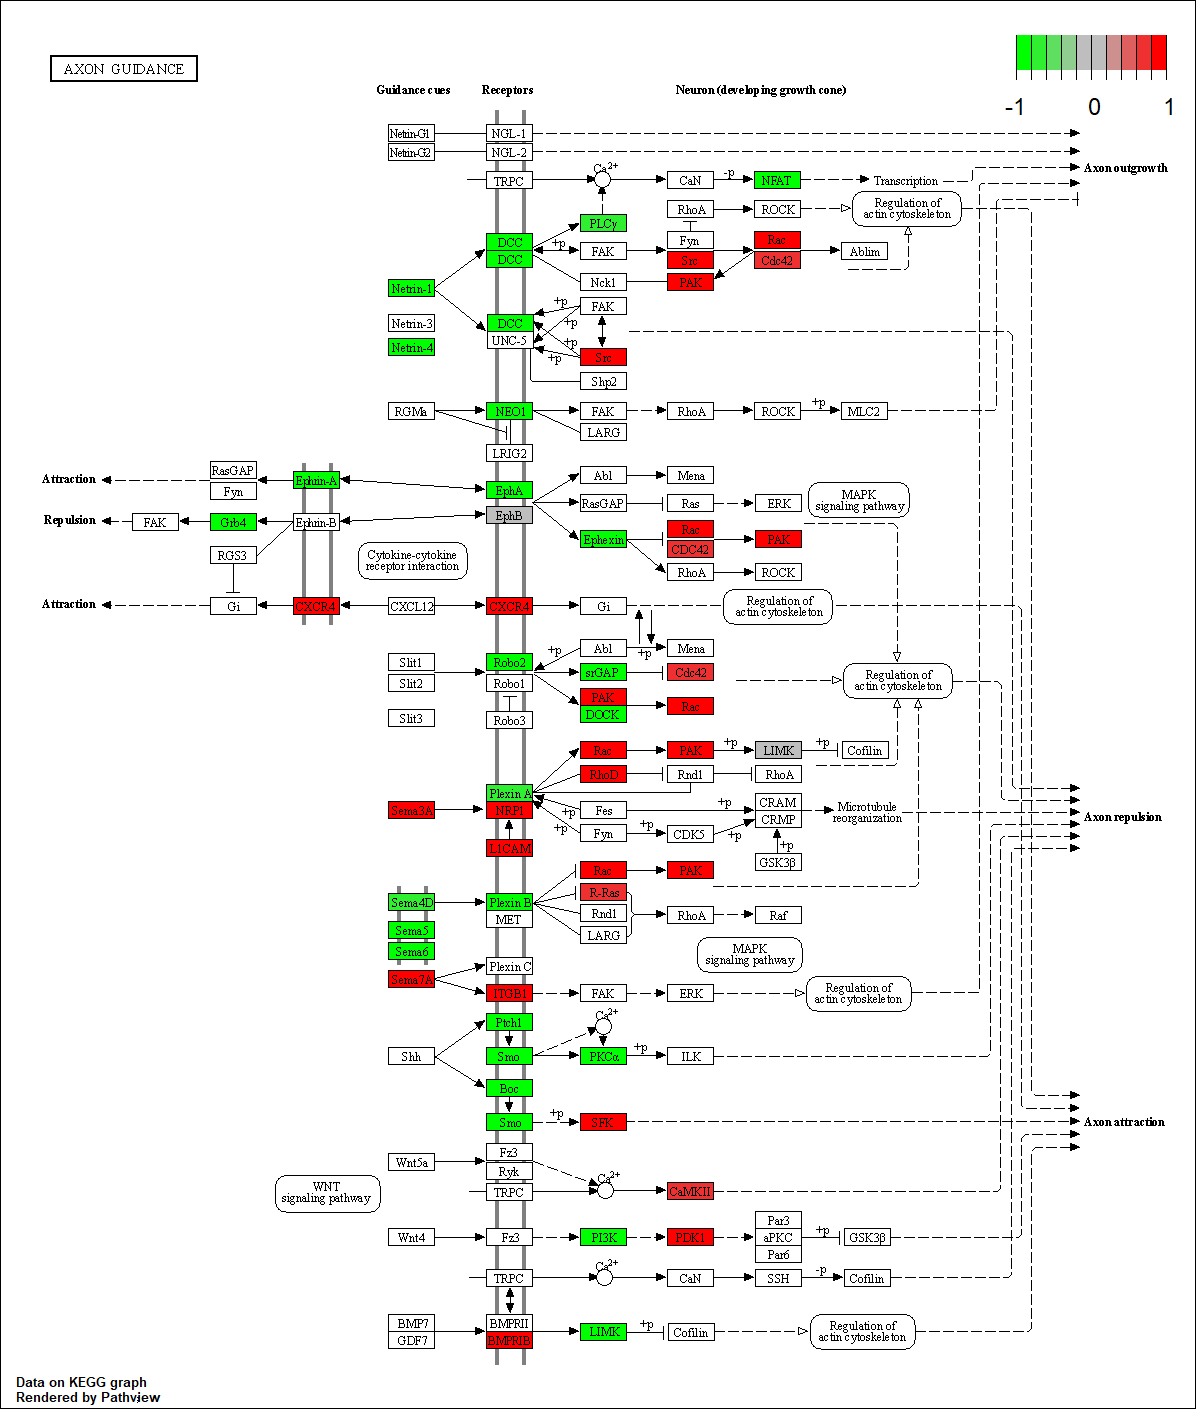 AXON GUIDANCE
-1 0 1
Guidance cues Receptors Neuron (developing growth cone)
Netrin-G1 NGL-1
Netrin-G2 NGL-2
Axon outgrowth
TRPC Ca2+ CaN -p NFAT Transcription
RhoA ROCK Regulation of
actin cytoskeleton
PLCγ
DCC +p FAK Fyn Rac Ablim
DCC Src Cdc42
Netrin-1 Nck1 PAK
+p FAK
Netrin-3 DCC +p
UNC-5 +p
Netrin-4 +p Src
Shp2
RGMa NEO1 FAK RhoA ROCK +p MLC2
LARG
LRIG2
RasGAP Abl Mena
Attraction Fyn Ephrin-A EphA MAPK
signaling pathway
RasGAP Ras ERK
Repulsion FAK Grb4 Ephrin-B EphB
Rac
Ephexin CDC42 PAK
RGS3 Cytokine-cytokine
receptor interaction
RhoA ROCK
Attraction Gi CXCR4 CXCL12 CXCR4 Gi Regulation of
actin cytoskeleton
+p Abl +p Mena
Slit1 Robo2 srGAP Cdc42
Slit2 Robo1 Regulation of
actin cytoskeleton
PAK Rac
Slit3 Robo3 DOCK
Rac PAK +p LIMK +p Cofilin
RhoD Rnd1 RhoA
Plexin A
Sema3A NRP1 +p Fes +p CRAM Microtubule
reorganization
+p Fyn +p CDK5 +p CRMP
Axon repulsion
L1CAM +p
GSK3β
Rac PAK
Sema4D Plexin B R-Ras
MET Rnd1 RhoA Raf
Sema5 LARG
Sema6 MAPK
signaling pathway
Plexin C
Sema7A ITGB1 FAK ERK Regulation of
actin cytoskeleton
Ptch1 Ca2+
Shh Smo PKCα +p ILK
Boc
Smo +p SFK Axon attraction
Wnt5a Fz3
Ryk
WNT
signaling pathway
TRPC Ca2+ CaMKII
Wnt4 Fz3 PI3K PDK1 Par3
aPKC +p GSK3β
Par6
TRPC Ca2+ CaN SSH -p Cofilin
BMP7 BMPRII
GDF7 BMPRIB LIMK +p Cofilin Regulation of
actin cytoskeleton
Data on KEGG graph
Rendered by Pathview